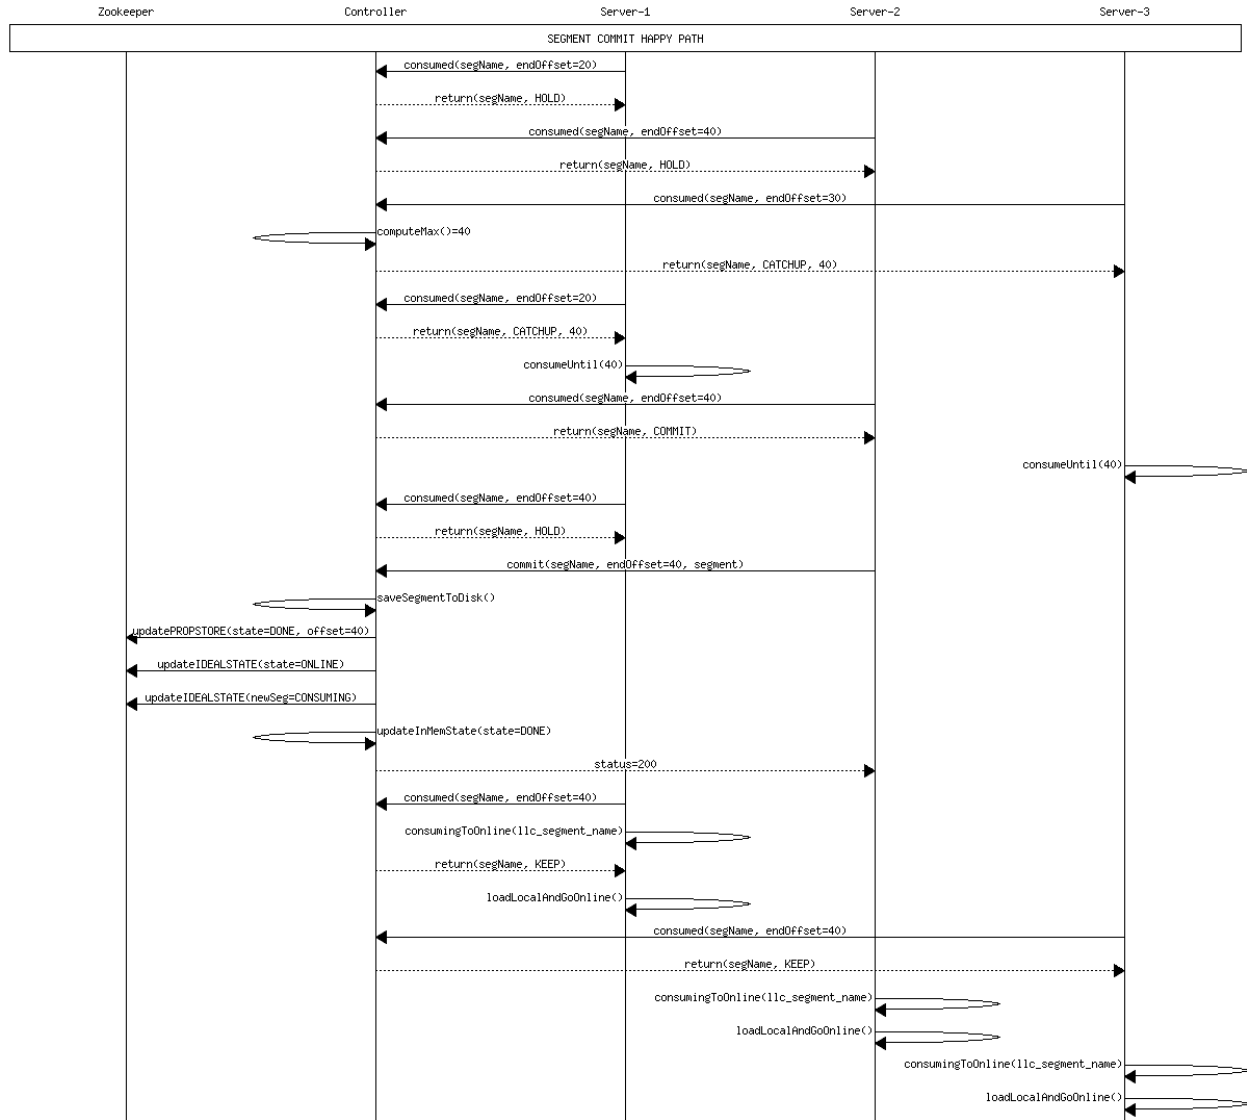 Zookeeper Controller Server-1 Server-2 Server-3
SEGMENT COMMIT HAPPY PATH
consumed(segName, endOffset=20)
return(segName, HOLD)
consumed(segName, endOffset=40)
return(segName, HOLD)
consumed(segName, endOffset=30)
computeMax()=40
return(segName, CATCHUP, 40)
consumed(segName, endOffset=20)
return(segName, CATCHUP, 40)
consumeUntil(40)
consumed(segName, endOffset=40)
return(segName, COMMIT)
consumeUntil(40)
consumed(segName, endOffset=40)
return(segName, HOLD)
commit(segName, endOffset=40, segment)
saveSegmentToDisk()
updatePROPSTORE(state=DONE, offset=40)
updateIDEALSTATE(state=ONLINE)
updateIDEALSTATE(newSeg=CONSUMING)
updateInMemState(state=DONE)
status=200
consumed(segName, endOffset=40)
consumingToOnline(llc_segment_name)
return(segName, KEEP)
loadLocalAndGoOnline()
consumed(segName, endOffset=40)
return(segName, KEEP)
consumingToOnline(llc_segment_name)
loadLocalAndGoOnline()
consumingToOnline(llc_segment_name)
loadLocalAndGoOnline()